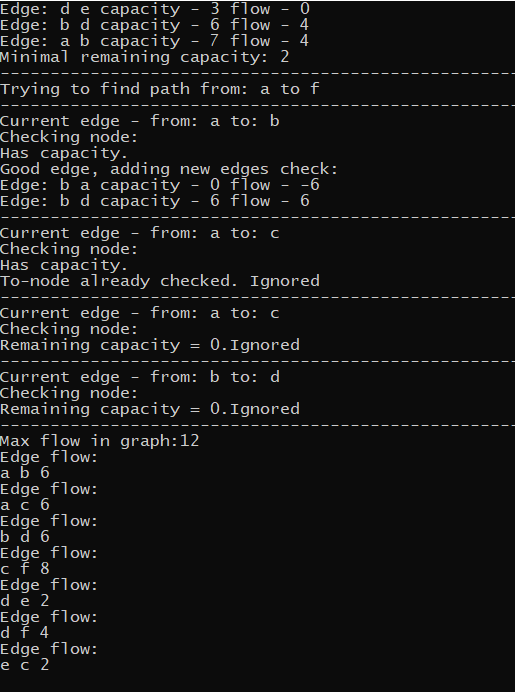 Edge: d e capacity - 3 flow - 0
Edge: b d capacity - 6 flow - 4
Edge: a b capacity - 7 flow - 4
Minimal remaining capacity: 2
----------------------------------------------------------------
Trying to find path from: a to f
----------------------------------------------------------------
Current edge - from: a to: b
Checking node:
Has capacity.
Good edge, adding new edges check:
Edge: b a capacity - 0 flow - -6
Edge: b d capacity - 6 flow - 6
----------------------------------------------------------------
Current edge - from: a to: c
Checking node:
Has capacity.
To-node already checked. Ignored
----------------------------------------------------------------
Current edge - from: a to: c
Checking node:
Remaining capacity = 0.Ignored
----------------------------------------------------------------
Current edge - from: b to: d
Checking node:
Remaining capacity = 0.Ignored
----------------------------------------------------------------
Max flow in graph:12
Edge flow:
a b 6
Edge flow:
a c 6
Edge flow:
b d 6
Edge flow:
c f 8
Edge flow:
d e 2
Edge flow:
d f 4
Edge flow:
e c 2